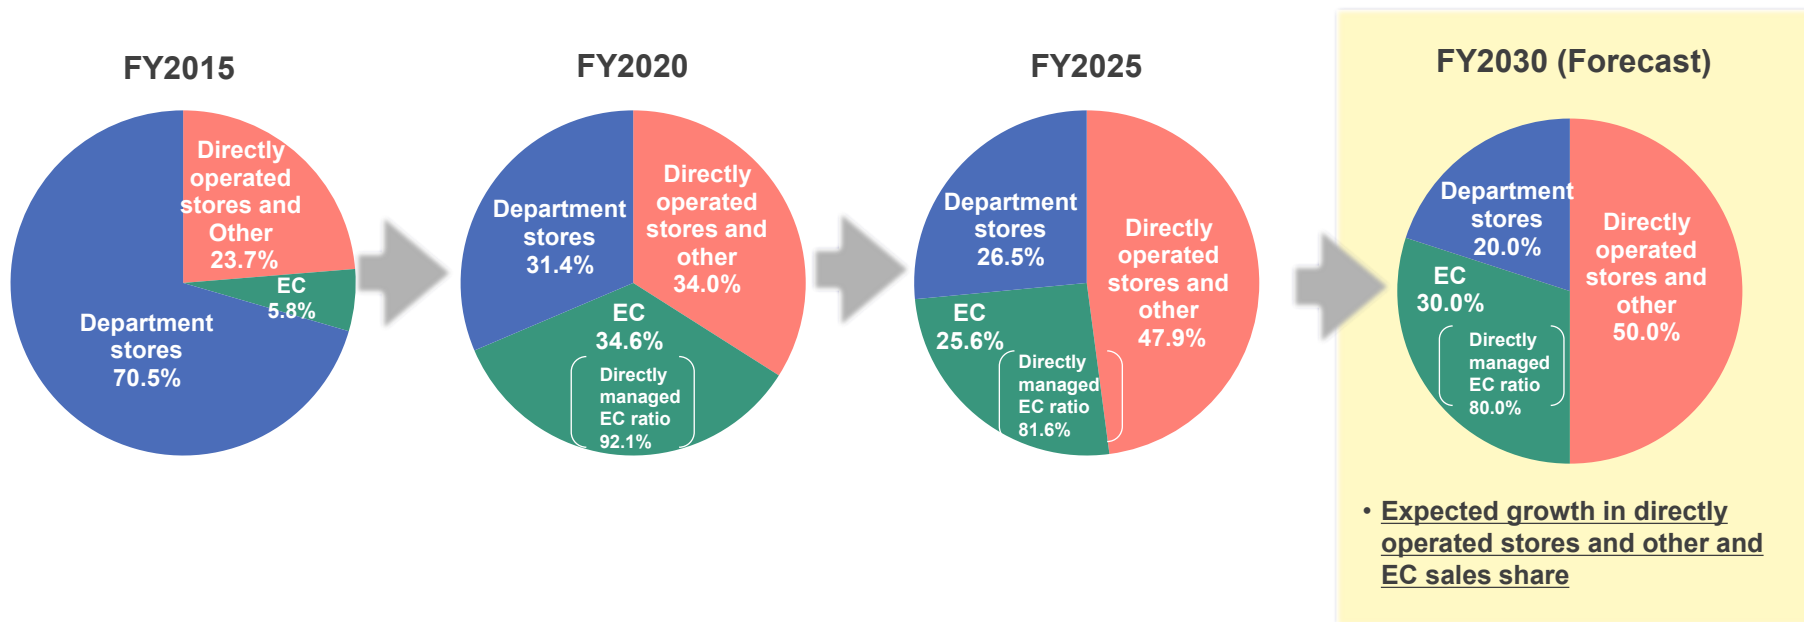 FY2015
Directly
operated
stores and
Other
23.7%
EC
5.8%
Department
stores
70.5%
FY2020
Department
stores
31.4%
Directly
operated
stores and
other
34.0%
EC
34.6%
Directly
managed
EC ratio
92.1%
FY2025
Department
stores
26.5%
Directly
operated
stores and
other
47.9%
EC
25.6%
Directly
managed
EC ratio
81.6%
FY2030 (Forecast)
Department
stores
20.0%
Directly
operated
stores and
other
50.0%
EC
30.0%
Directly
managed
EC ratio
80.0%
• Expected growth in directly
operated stores and other and
EC sales share